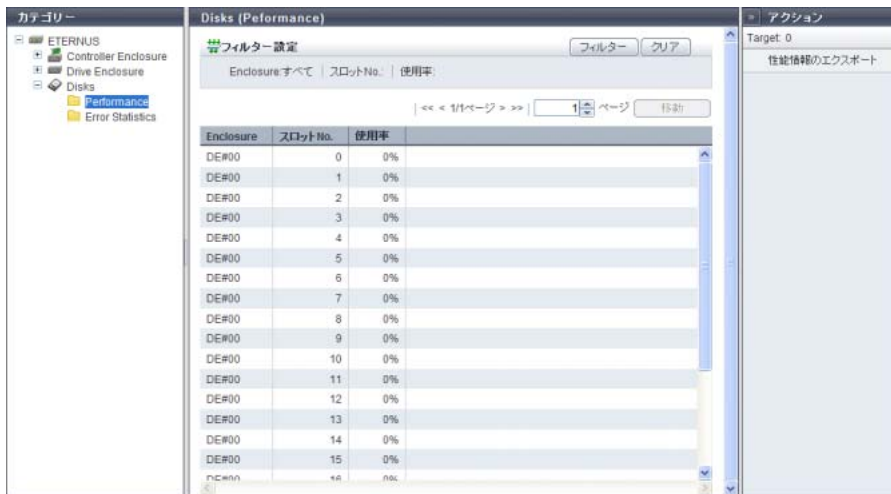 カテゴリー
ETERNUS
Controller Enclosure
Drive Enclosure
Disks
Performance
Error Statistics
Disks (Peformance)
フィルター設定
フィルター
クリア
Enclosure:すべて | スロットNo.: | 使用率:
| << < 1/1ページ > >> | 1 ページ 移動
Enclosure スロットNo. 使用率
DE#00 0 0%
DE#00 1 0%
DE#00 2 0%
DE#00 3 0%
DE#00 4 0%
DE#00 5 0%
DE#00 6 0%
DE#00 7 0%
DE#00 8 0%
DE#00 9 0%
DE#00 10 0%
DE#00 11 0%
DE#00 12 0%
DE#00 13 0%
DE#00 14 0%
DE#00 15 0%
DE#00 16 0%
アクション
Target: 0
性能情報のエクスポート